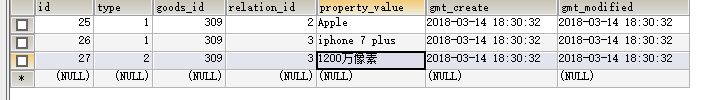 id type goods_id relation_id property_value gmt_create gmt_modified
25 1 309 2 Apple 2018-03-14 18:30:32 2018-03-14 18:30:32
26 1 309 3 iphone 7 plus 2018-03-14 18:30:32 2018-03-14 18:30:32
27 2 309 3 1200万像素 2018-03-14 18:30:32 2018-03-14 18:30:32
* (NULL) (NULL) (NULL) (NULL) (NULL) (NULL) (NULL)